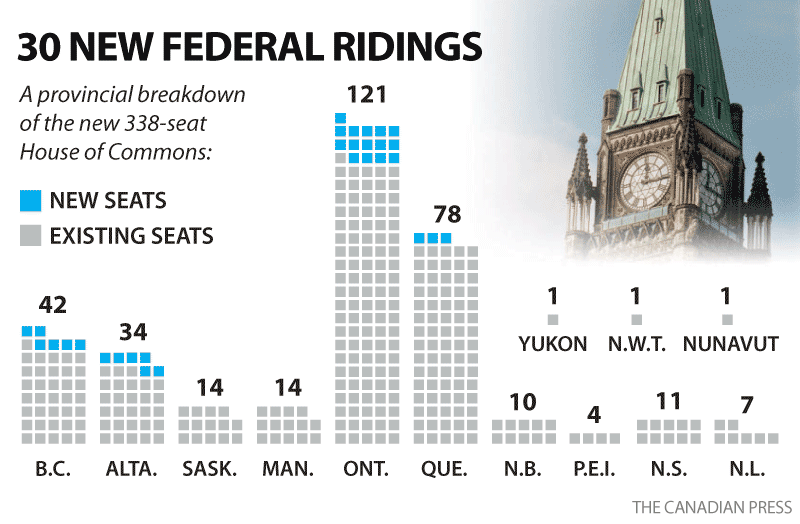 30 NEW FEDERAL RIDINGS
A provincial breakdown
of the new 338-seat
House of Commons:
NEW SEATS
EXISTING SEATS
42
34
14
14
121
78
10
4
11
7
B.C.
ALTA.
SASK.
MAN.
ONT.
QUE.
N.B.
P.E.I.
N.S.
N.L.
1
1
1
YUKON
N.W.T.
NUNAVUT
THE CANADIAN PRESS